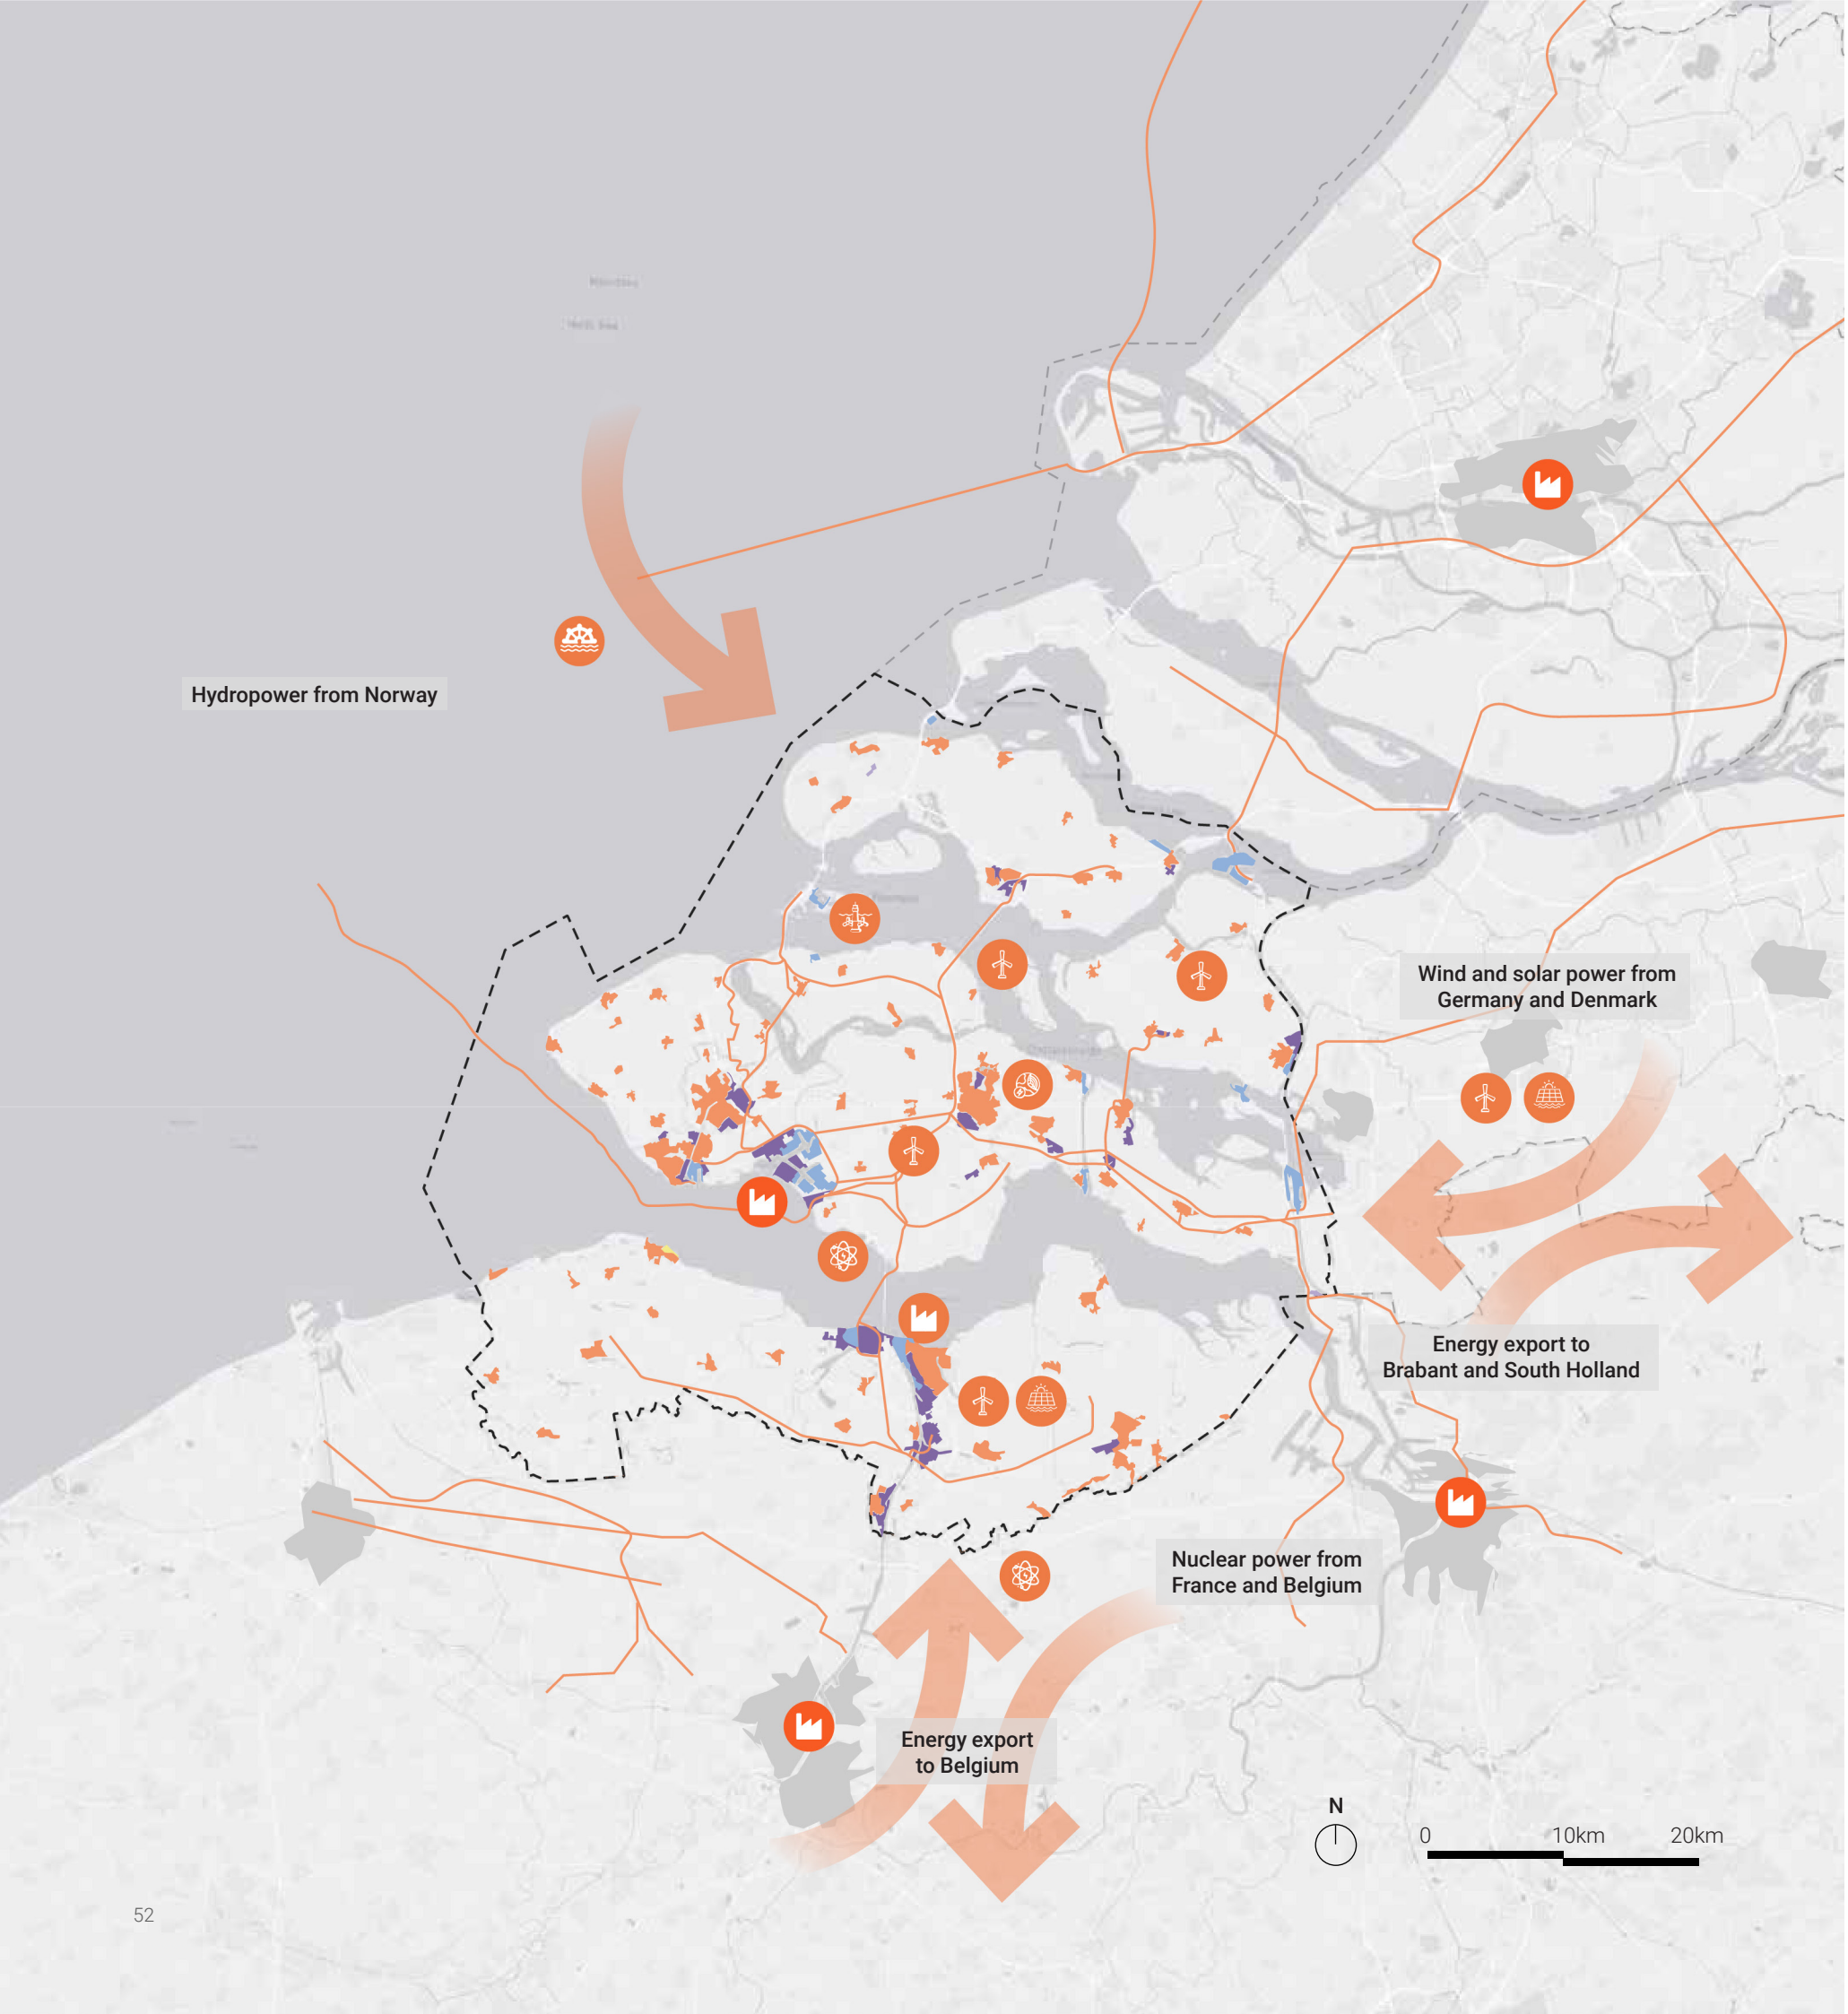 Hydropower from Norway
Wind and solar power from
Germany and Denmark
Energy export to
Brabant and South Holland
Nuclear power from
France and Belgium
Energy export
to Belgium
N
0 10km 20km
52